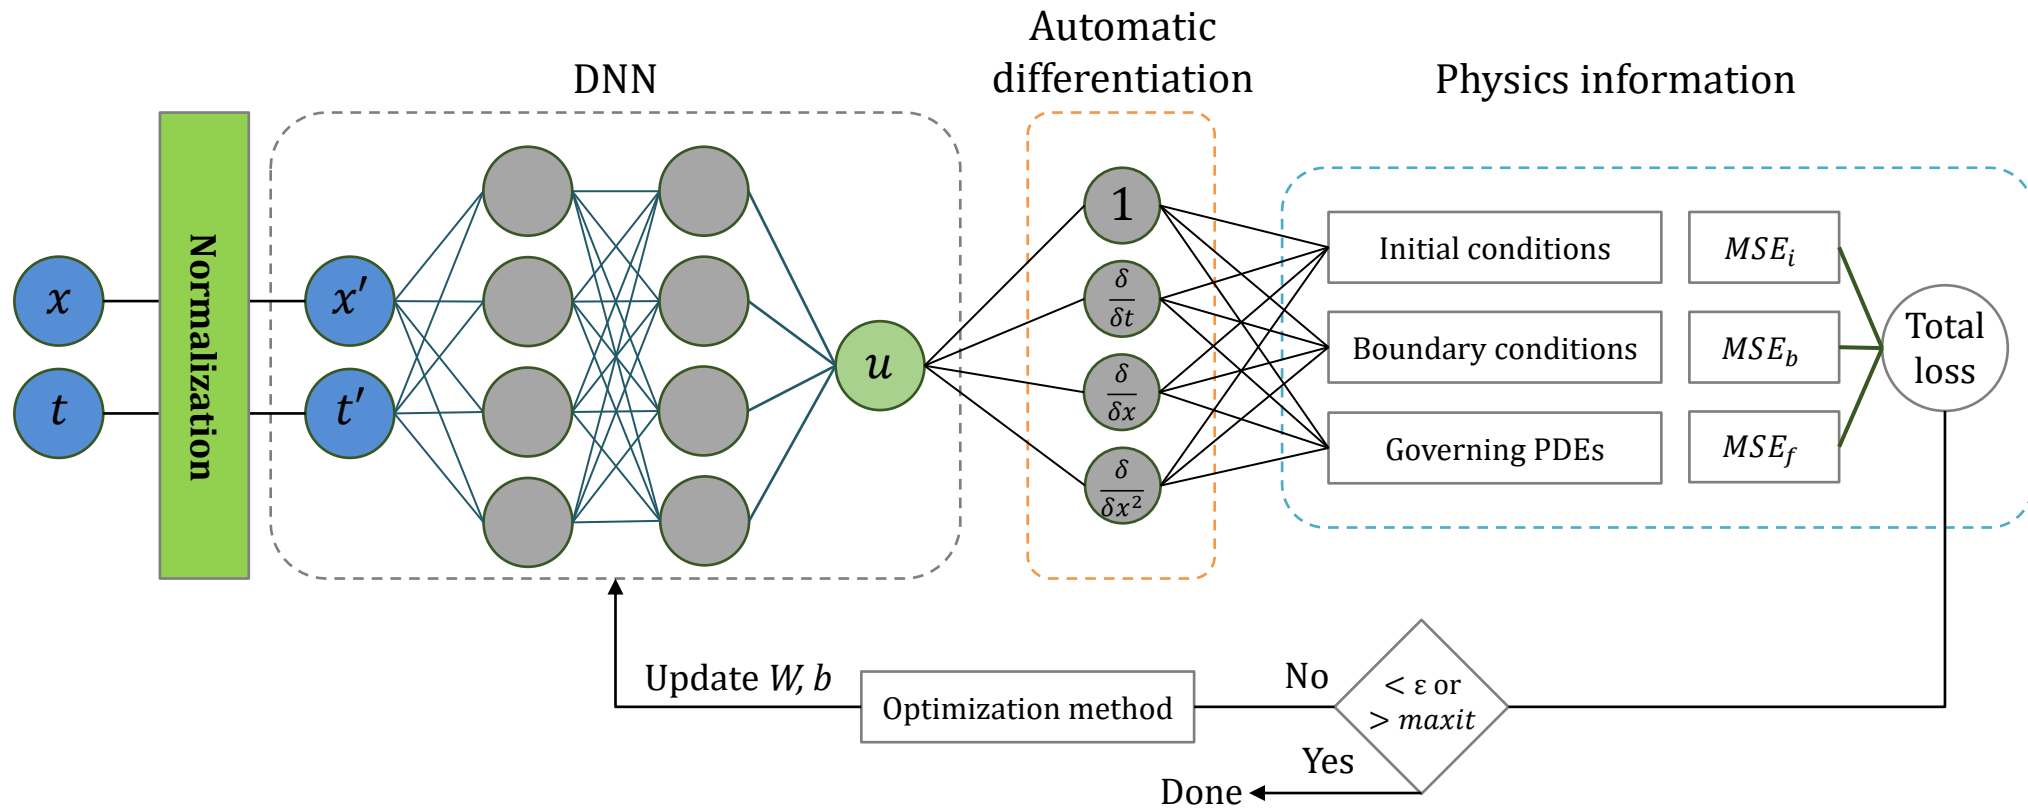 DNN
Automatic
differentiation
Physics information
Normalization
x
t
x′
t′
u
1
δ
δt
δ
δx
δ
δx²
Initial conditions
MSE_i
Boundary conditions
MSE_b
Governing PDEs
MSE_f
Total
loss
Update W, b
Optimization method
No
< ε or
> maxit
Yes
Done